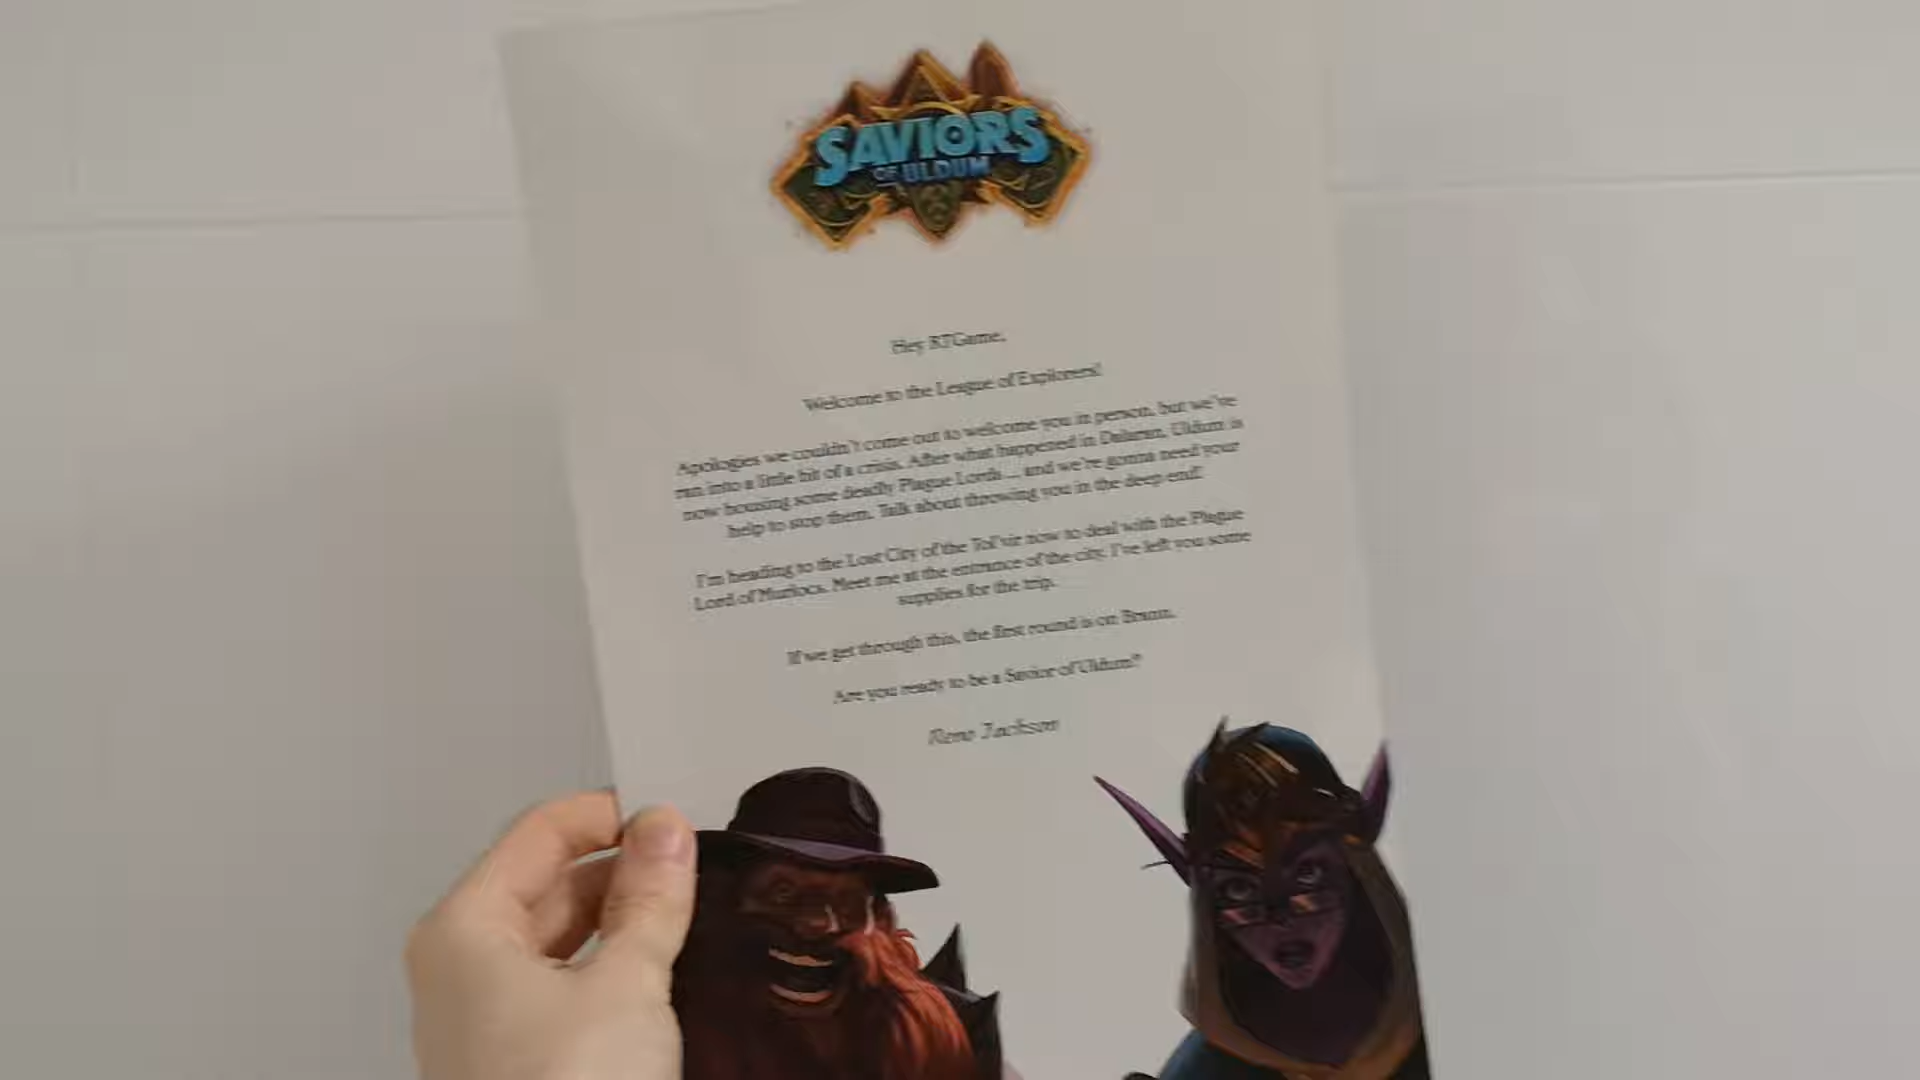 SAVIORS
OF ULDUM
Hey RTGame,
Welcome to the League of Explorers!
Apologies we couldn't come out to welcome you in person, but we've
ran into a little bit of a crisis. After what happened in Dalaran, Uldum is
now housing some deadly Plague Lords... and we're gonna need your
help to stop them. Talk about throwing you in the deep end!
I'm heading to the Lost City of the Tol'vir now to deal with the Plague
Lord of Murlocs. Meet me at the entrance of the city. I've left you some
supplies for the trip.
If we get through this, the first round is on Brann.
Are you ready to be a Savior of Uldum?
Reno Jackson